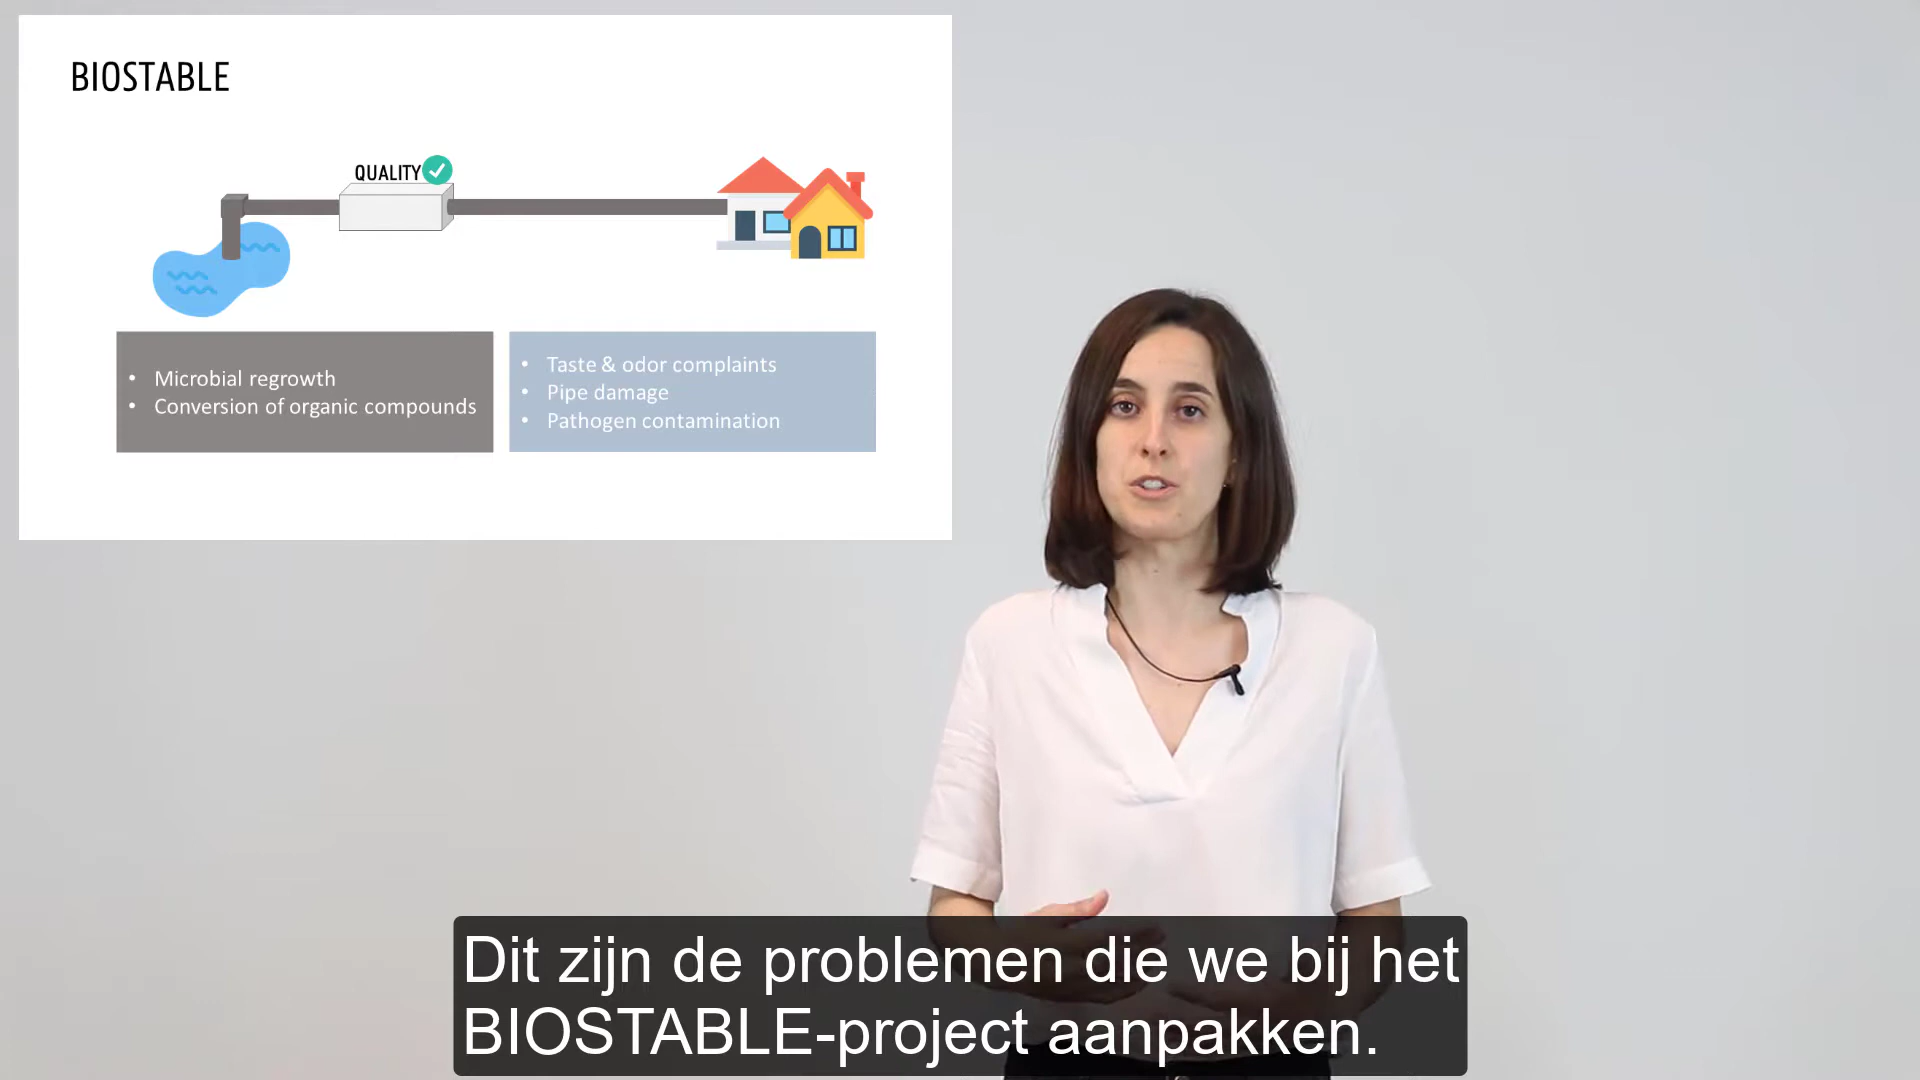 BIOSTABLE
QUALITY
• Microbial regrowth
• Conversion of organic compounds
• Taste & odor complaints
• Pipe damage
• Pathogen contamination
Dit zijn de problemen die we bij het
BIOSTABLE-project aanpakken.